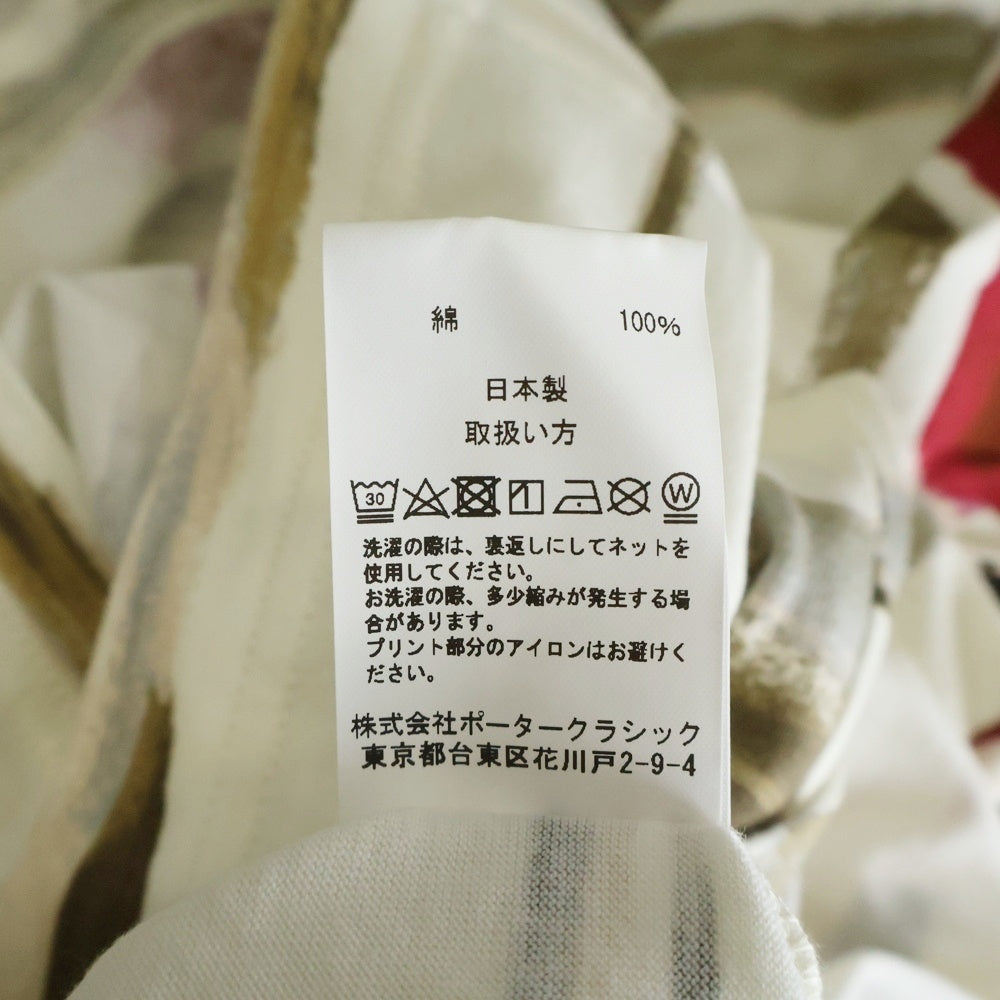 綿 100%
日本製
取扱い方
30 W
洗濯の際は、裏返しにしてネットを
使用してください。
お洗濯の際、多少縮みが発生する場
合があります。
プリント部分のアイロンはお避けく
ださい。
株式会社ポータークラシック
東京都台東区花川戸2-9-4